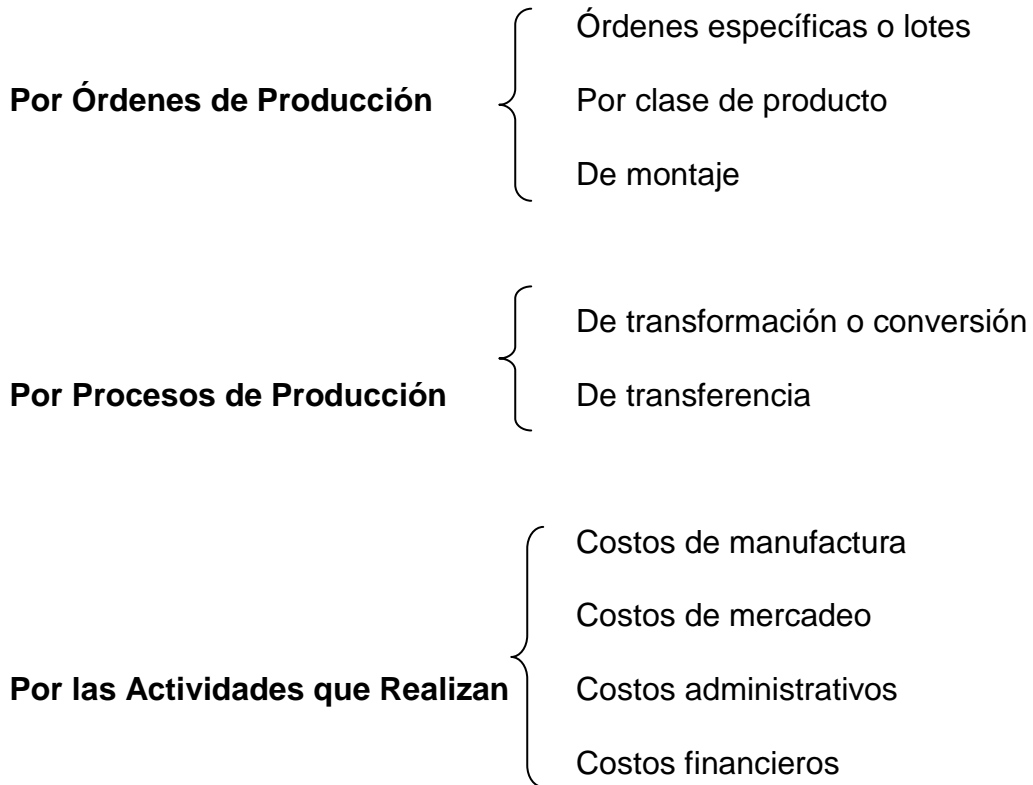 Órdenes específicas o lotes
Por Órdenes de Producción
Por clase de producto
De montaje
De transformación o conversión
Por Procesos de Producción
De transferencia
Costos de manufactura
Costos de mercadeo
Por las Actividades que Realizan
Costos administrativos
Costos financieros